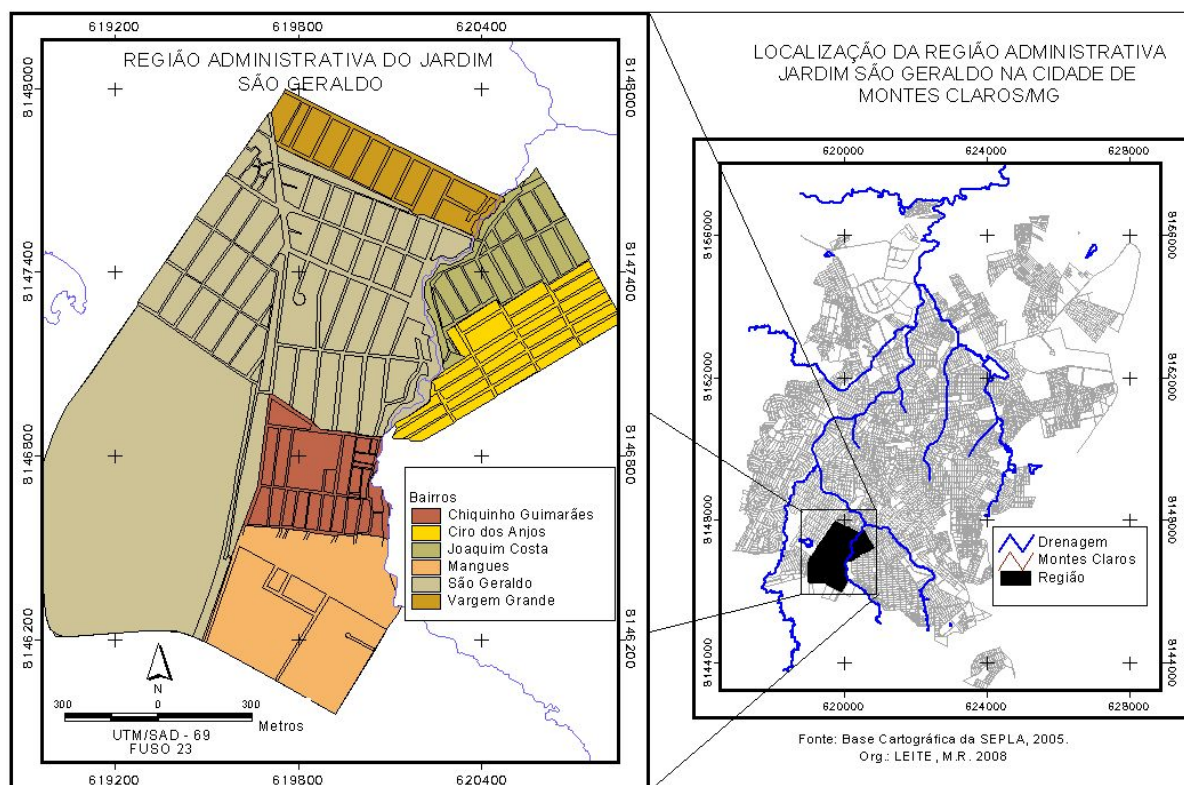 619200
619800
620400
REGIÃO ADMINISTRATIVA DO JARDIM
SÃO GERALDO
8148000
8148000
8147400
8147400
8146800
8146800
8146200
8146200
Bairros
Chiquinho Guimarães
Ciro dos Anjos
Joaquim Costa
Mangues
São Geraldo
Vargem Grande
N
300
0
300
Metros
UTM/SAD - 69
FUSO 23
619200
619800
620400
LOCALIZAÇÃO DA REGIÃO ADMINISTRATIVA
JARDIM SÃO GERALDO NA CIDADE DE
MONTES CLAROS/MG
620000
624000
628000
8156000
8156000
8152000
8152000
8148000
8148000
8144000
8144000
Drenagem
Montes Claros
Região
620000
624000
628000
Fonte: Base Cartográfica da SEPLA, 2005.
Org.: LEITE, M.R. 2008